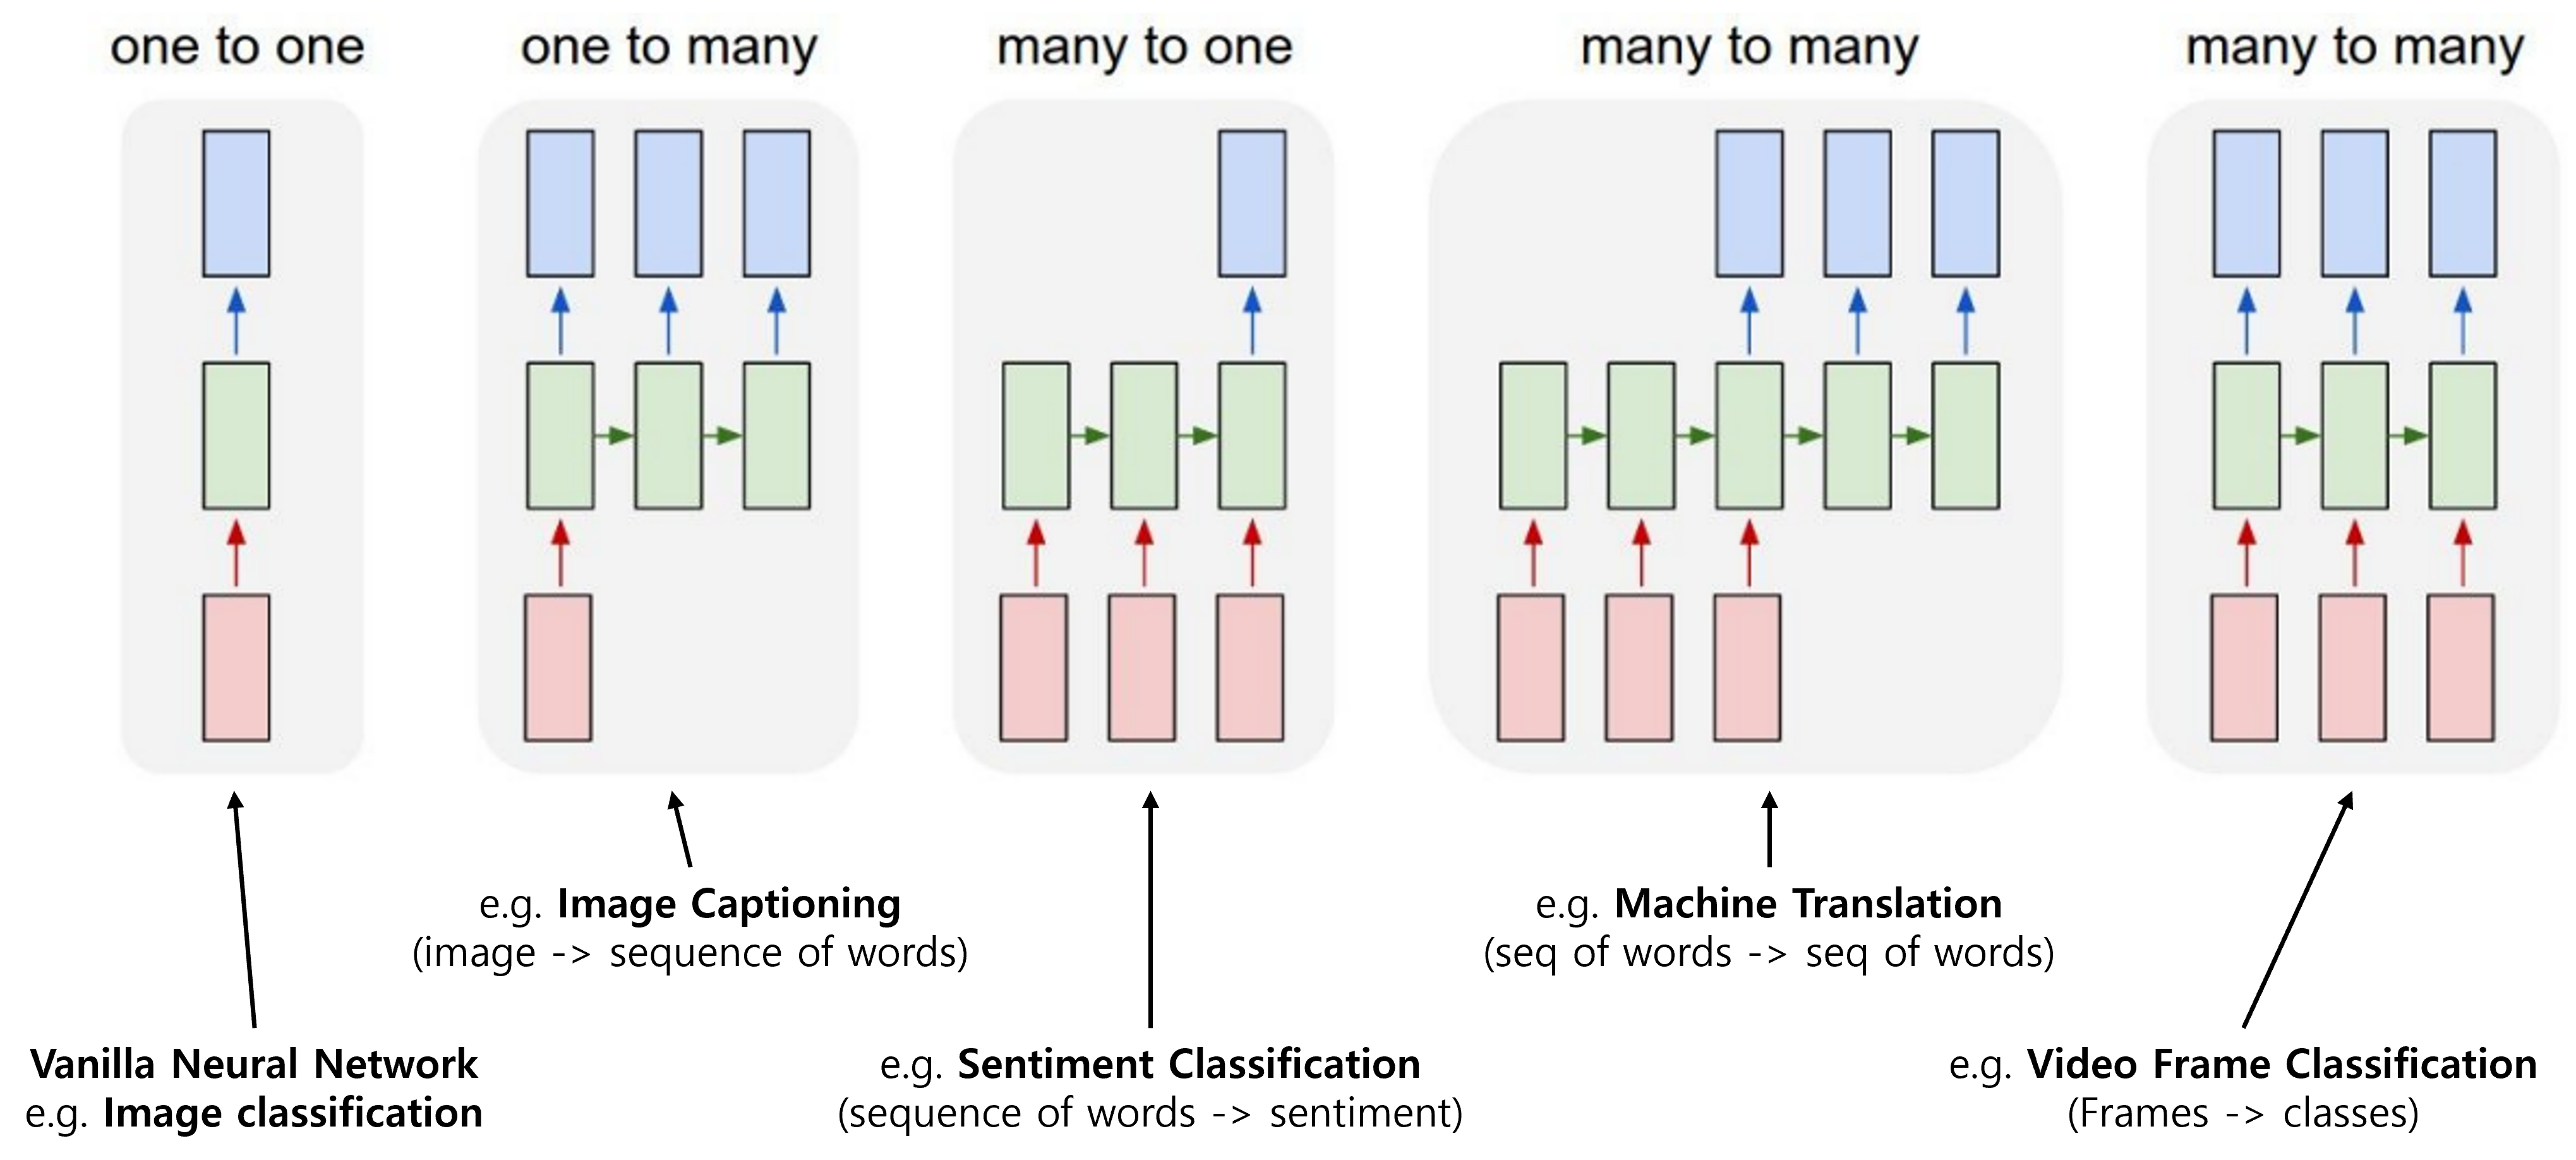 one to one
one to many
many to one
many to many
many to many
e.g. Image Captioning
(image -> sequence of words)
e.g. Machine Translation
(seq of words -> seq of words)
Vanilla Neural Network
e.g. Image classification
e.g. Sentiment Classification
(sequence of words -> sentiment)
e.g. Video Frame Classification
(Frames -> classes)